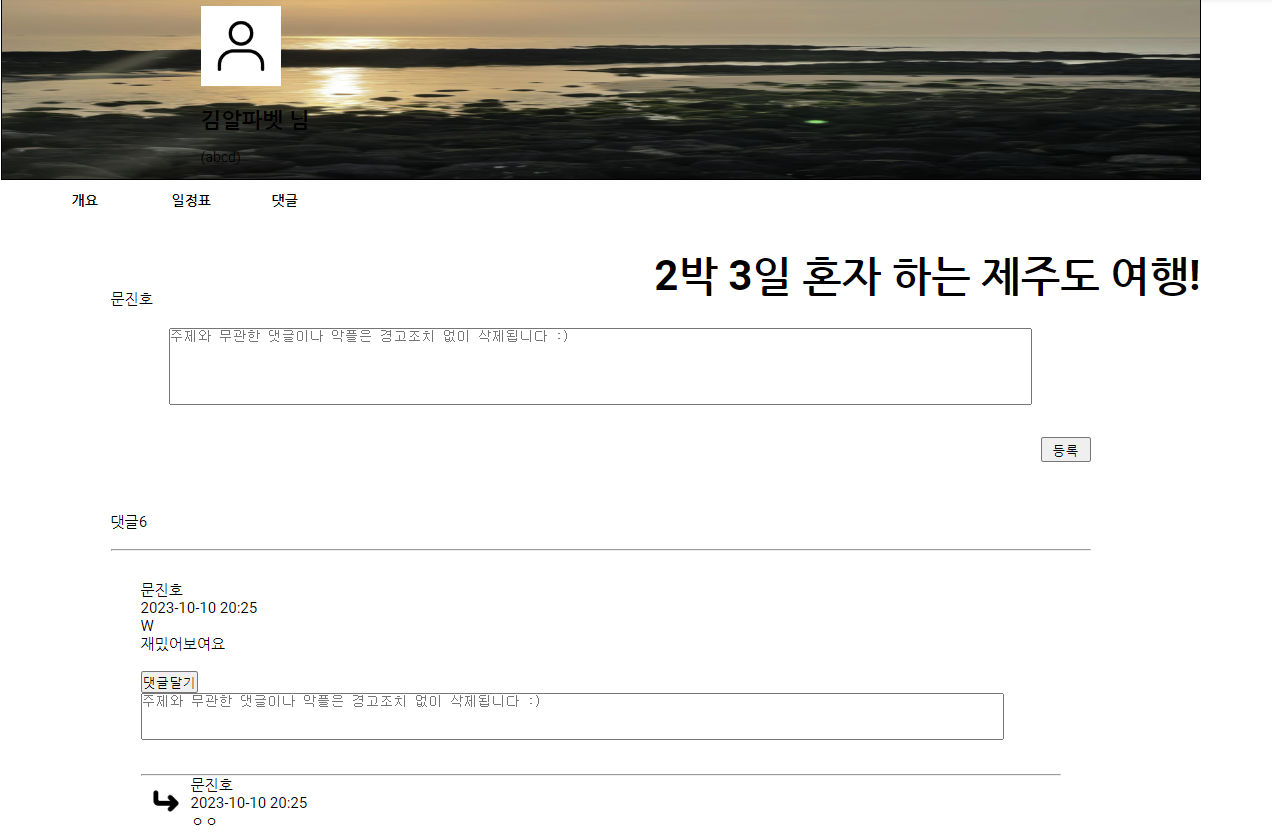 김알파벳 님
(abcd)
개요 일정표 댓글
2박 3일 혼자 하는 제주도 여행!
문진호
주제와 무관한 댓글이나 악플은 경고조치 없이 삭제됩니다 :)
등록
댓글6
문진호
2023-10-10 20:25
W
재밌어보여요
댓글달기
주제와 무관한 댓글이나 악플은 경고조치 없이 삭제됩니다 :)
문진호
2023-10-10 20:25
ㅇㅇ